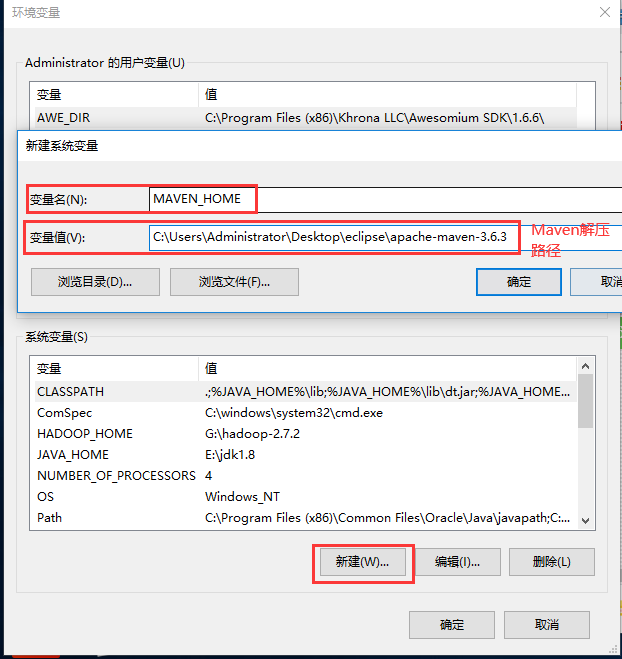 环境变量
Administrator 的用户变量(U)
变量 值
AWE_DIR C:\Program Files (x86)\Khrona LLC\Awesomium SDK\1.6.6\
新建系统变量
变量名(N): MAVEN_HOME
变量值(V): C:\Users\Administrator\Desktop\eclipse\apache-maven-3.6.3
Maven解压
路径
浏览目录(D)... 浏览文件(F)... 确定 取消
系统变量(S)
变量 值
CLASSPATH .;%JAVA_HOME%\lib;%JAVA_HOME%\lib\dt.jar;%JAVA_HOME...
ComSpec C:\windows\system32\cmd.exe
HADOOP_HOME G:\hadoop-2.7.2
JAVA_HOME E:\jdk1.8
NUMBER_OF_PROCESSORS 4
OS Windows_NT
Path C:\Program Files (x86)\Common Files\Oracle\Java\javapath;C:...
新建(W)... 编辑(I)... 删除(L)
确定 取消